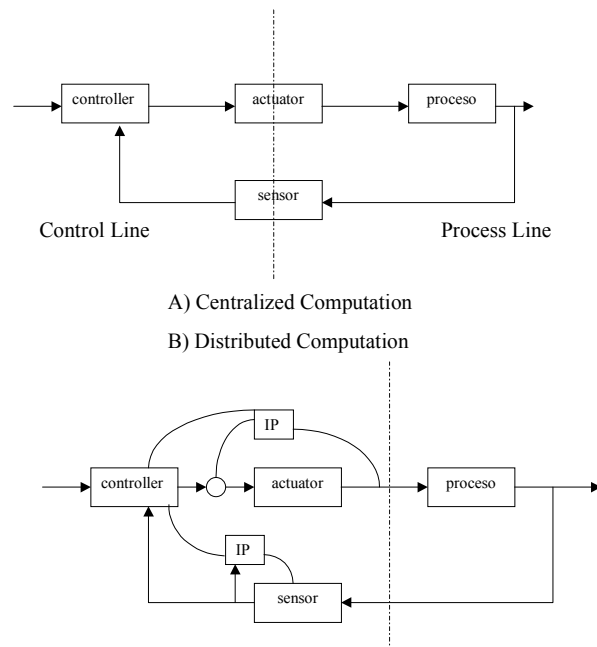 controller
actuator
proceso
sensor
Control Line
Process Line
A) Centralized Computation
B) Distributed Computation
IP
controller
actuator
proceso
IP
sensor